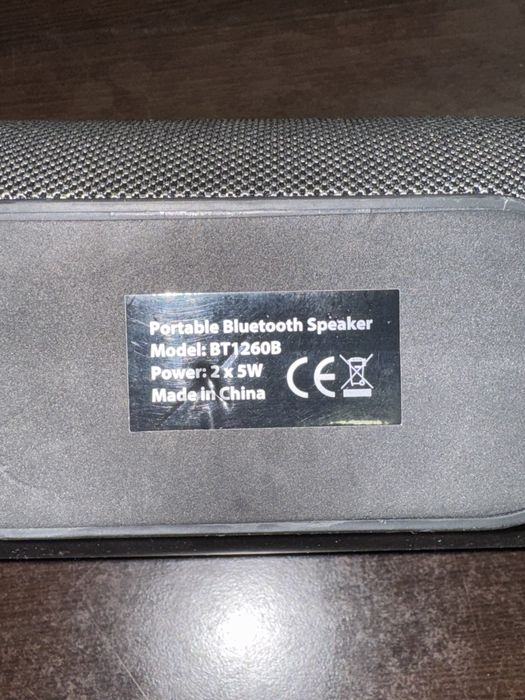 Portable Bluetooth Speaker
Model: BT1260B
Power: 2 x 5W
Made in China
CE